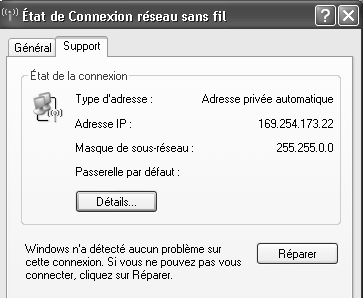 État de Connexion réseau sans fil
Général
Support
État de la connexion
Type d'adresse : Adresse privée automatique
Adresse IP : 169.254.173.22
Masque de sous-réseau : 255.255.0.0
Passerelle par défaut :
Détails...
Windows n'a détecté aucun problème sur
cette connexion. Si vous ne pouvez pas vous
connecter, cliquez sur Réparer.
Réparer